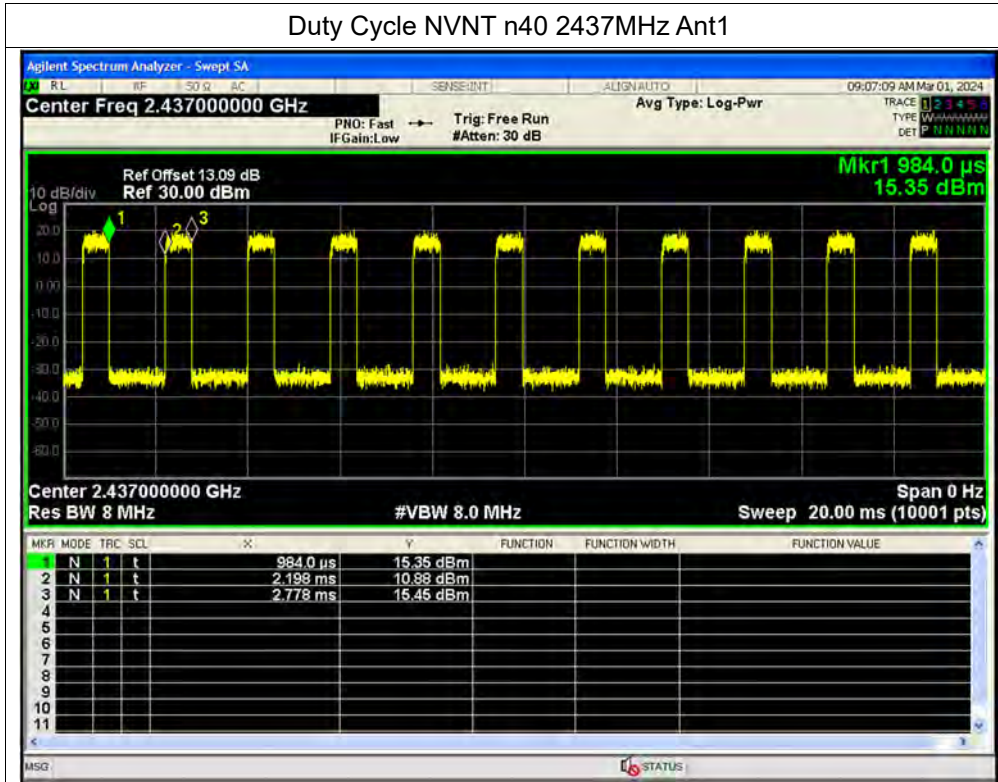 Duty Cycle NVNT n40 2437MHz Ant1
Agilent Spectrum Analyzer - Swept SA
LXI RL RF 50 Ω AC SENSE:INT ALIGN AUTO 09:07:09 AM Mar 01, 2024
Center Freq 2.437000000 GHz Avg Type: Log-Pwr TRACE 1 2 3 4 5 6
PNO: Fast Trig: Free Run TYPE W
IFGain:Low #Atten: 30 dB DET P N N N N N
Mkr1 984.0 µs
15.35 dBm
Ref Offset 13.09 dB
10 dB/div Ref 30.00 dBm
Log
1 2 3
20.0
10.0
0.00
-10.0
-20.0
-30.0
-40.0
-50.0
-60.0
Center 2.437000000 GHz Span 0 Hz
Res BW 8 MHz #VBW 8.0 MHz Sweep 20.00 ms (10001 pts)
MKR MODE TRC SCL X Y FUNCTION FUNCTION WIDTH FUNCTION VALUE
1 N 1 t 984.0 µs 15.35 dBm
2 N 1 t 2.198 ms 10.88 dBm
3 N 1 t 2.778 ms 15.45 dBm
4
5
6
7
8
9
10
11
MSG STATUS